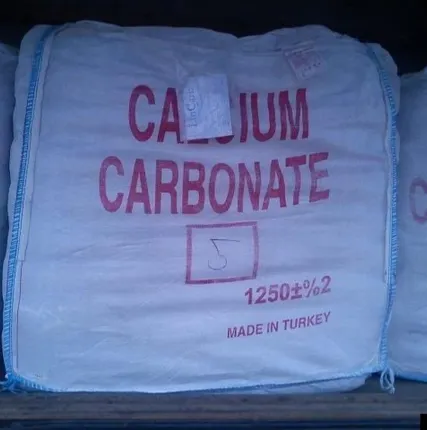 CALCIUM
CARBONATE
5
1250±%2
MADE IN TURKEY